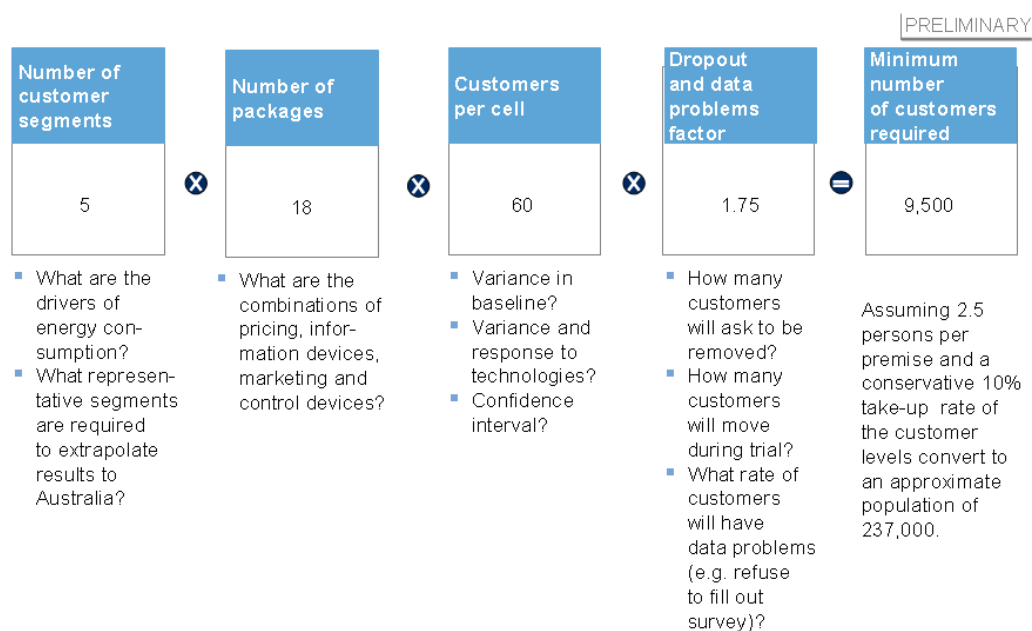 PRELIMINARY
Number of
customer
segments
5
▪ What are the
drivers of
energy con-
sumption?
▪ What represen-
tative segments
are required
to extrapolate
results to
Australia?
x
Number of
packages
18
▪ What are the
combinations of
pricing, infor-
mation devices,
marketing and
control devices?
x
Customers
per cell
60
▪ Variance in
baseline?
▪ Variance and
response to
technologies?
▪ Confidence
interval?
x
Dropout
and data
problems
factor
1.75
▪ How many
customers
will ask to be
removed?
▪ How many
customers
will move
during trial?
▪ What rate of
customers
will have
data problems
(e.g. refuse
to fill out
survey)?
=
Minimum
number
of customers
required
9,500
Assuming 2.5
persons per
premise and a
conservative 10%
take-up rate of
the customer
levels convert to
an approximate
population of
237,000.